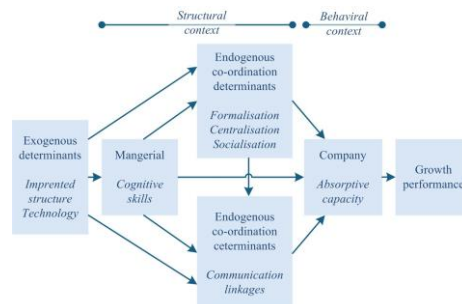 Structural
context
Behaviral
context
Endogenous
co-ordination
determinants
Formalisation
Centralisation
Socialisation
Exogenous
determinants
Imprented
structure
Technology
Mangerial
Cognitive
skills
Company
Absorptive
capacity
Growth
performance
Endogenous
co-ordination
ceterminants
Communication
linkages